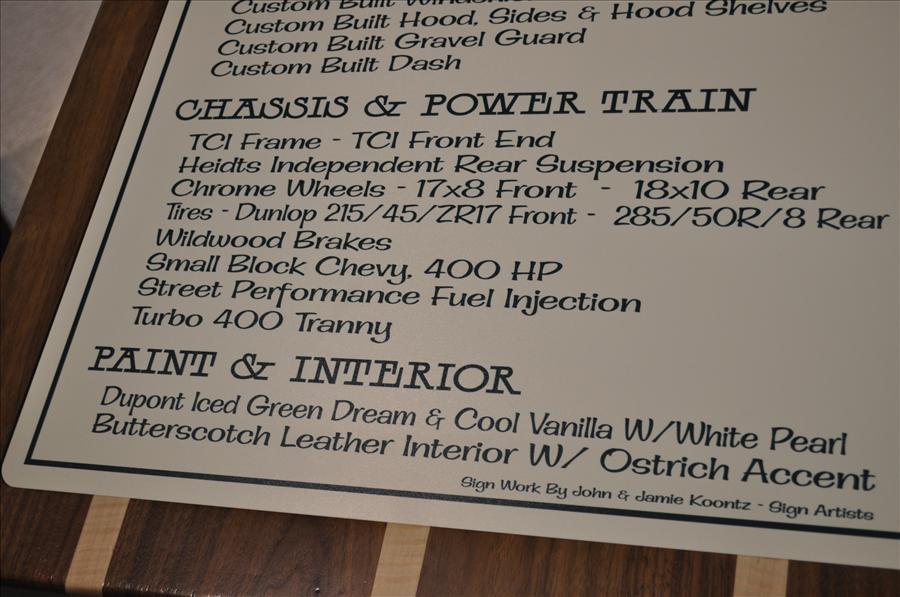 Custom Built
Custom Built Hood, Sides & Hood Shelves
Custom Built Gravel Guard
Custom Built Dash
CHASSIS & POWER TRAIN
TCI Frame - TCI Front End
Heidts Independent Rear Suspension
Chrome Wheels - 17x8 Front - 18x10 Rear
Tires - Dunlop 215/45/ZR17 Front - 285/50R/8 Rear
Wildwood Brakes
Small Block Chevy, 400 HP
Street Performance Fuel Injection
Turbo 400 Tranny
PAINT & INTERIOR
Dupont Iced Green Dream & Cool Vanilla W/White Pearl
Butterscotch Leather Interior W/ Ostrich Accent
Sign Work By John & Jamie Koontz - Sign Artists